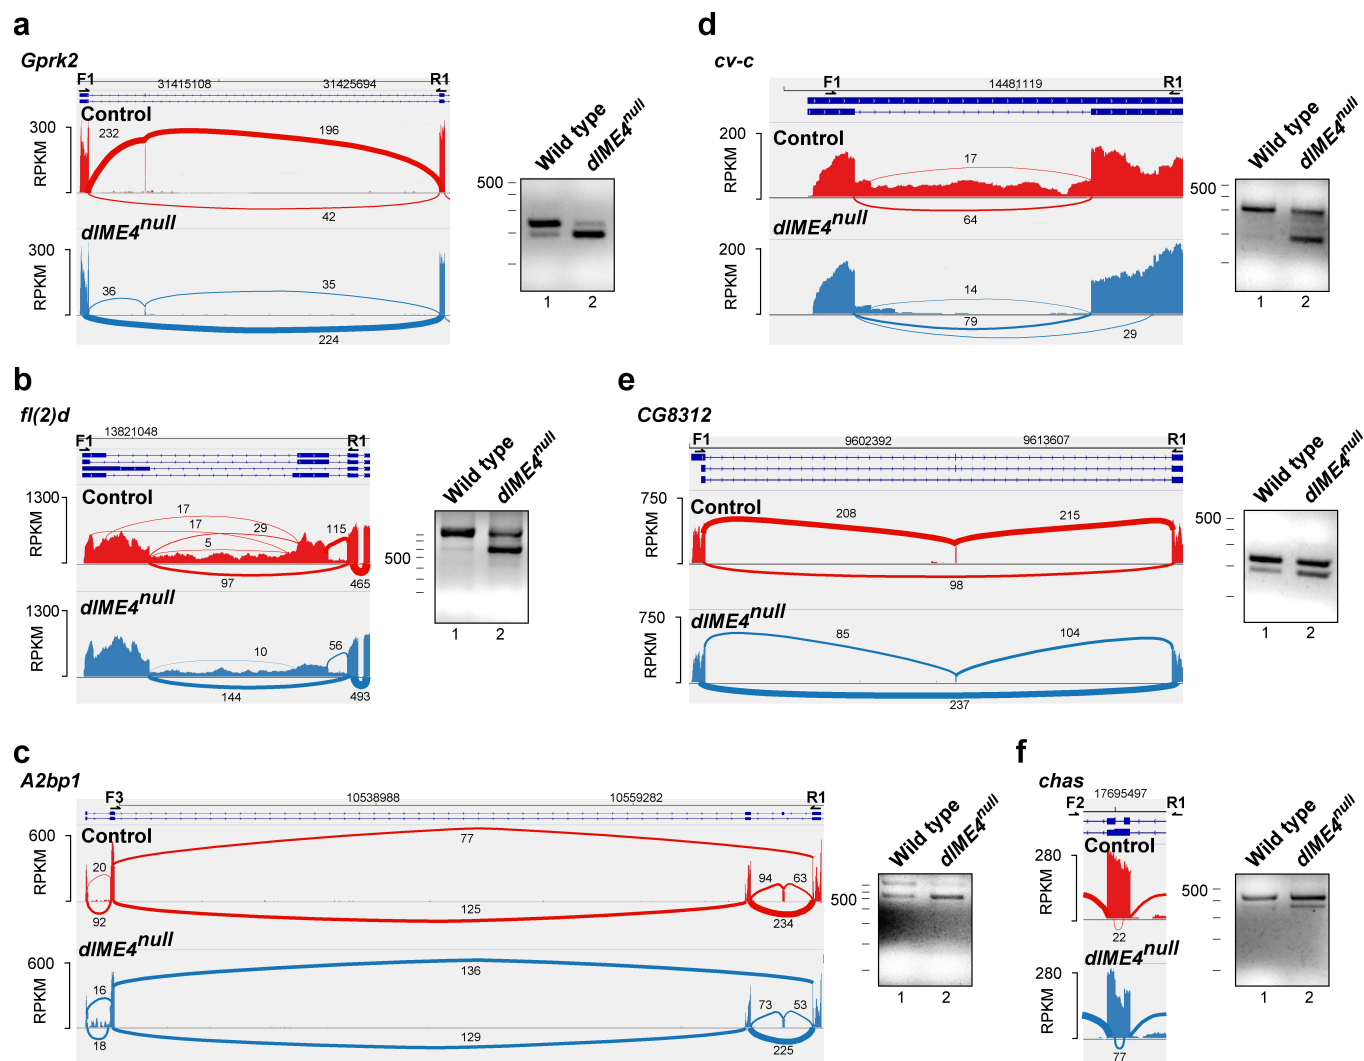 a
Gprk2
F1
31415108
31425694
R1
Control
300
RPKM
232
196
42
dIME4null
300
RPKM
36
35
224
Wild type
dIME4null
500
1
2
b
fl(2)d
13821048
F1
R1
Control
1300
RPKM
17
17
29
115
5
97
465
dIME4null
1300
RPKM
10
56
144
493
Wild type
dIME4null
500
1
2
c
A2bp1
F3
10538988
10559282
R1
Control
600
RPKM
20
77
94
63
92
125
234
dIME4null
600
RPKM
16
136
73
53
18
129
225
Wild type
dIME4null
500
1
2
d
cv-c
F1
14481119
R1
Control
200
RPKM
17
64
dIME4null
200
RPKM
14
79
29
Wild type
dIME4null
500
1
2
e
CG8312
F1
9602392
9613607
R1
Control
750
RPKM
208
215
98
dIME4null
750
RPKM
85
104
237
Wild type
dIME4null
500
1
2
f
chas
17695497
F2
R1
Control
280
RPKM
22
dIME4null
280
RPKM
77
Wild type
dIME4null
500
1
2